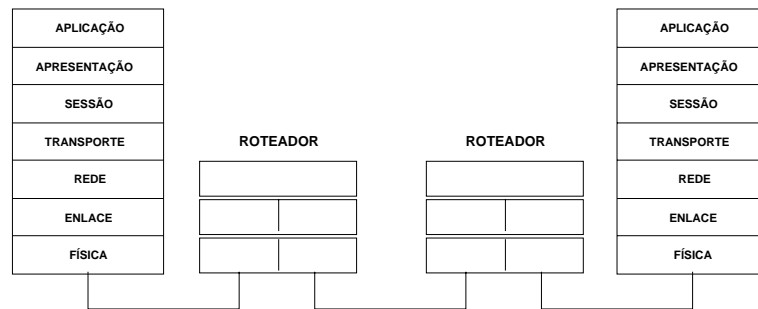 APLICAÇÃO
APRESENTAÇÃO
SESSÃO
TRANSPORTE
REDE
ENLACE
FÍSICA
ROTEADOR
ROTEADOR
APLICAÇÃO
APRESENTAÇÃO
SESSÃO
TRANSPORTE
REDE
ENLACE
FÍSICA